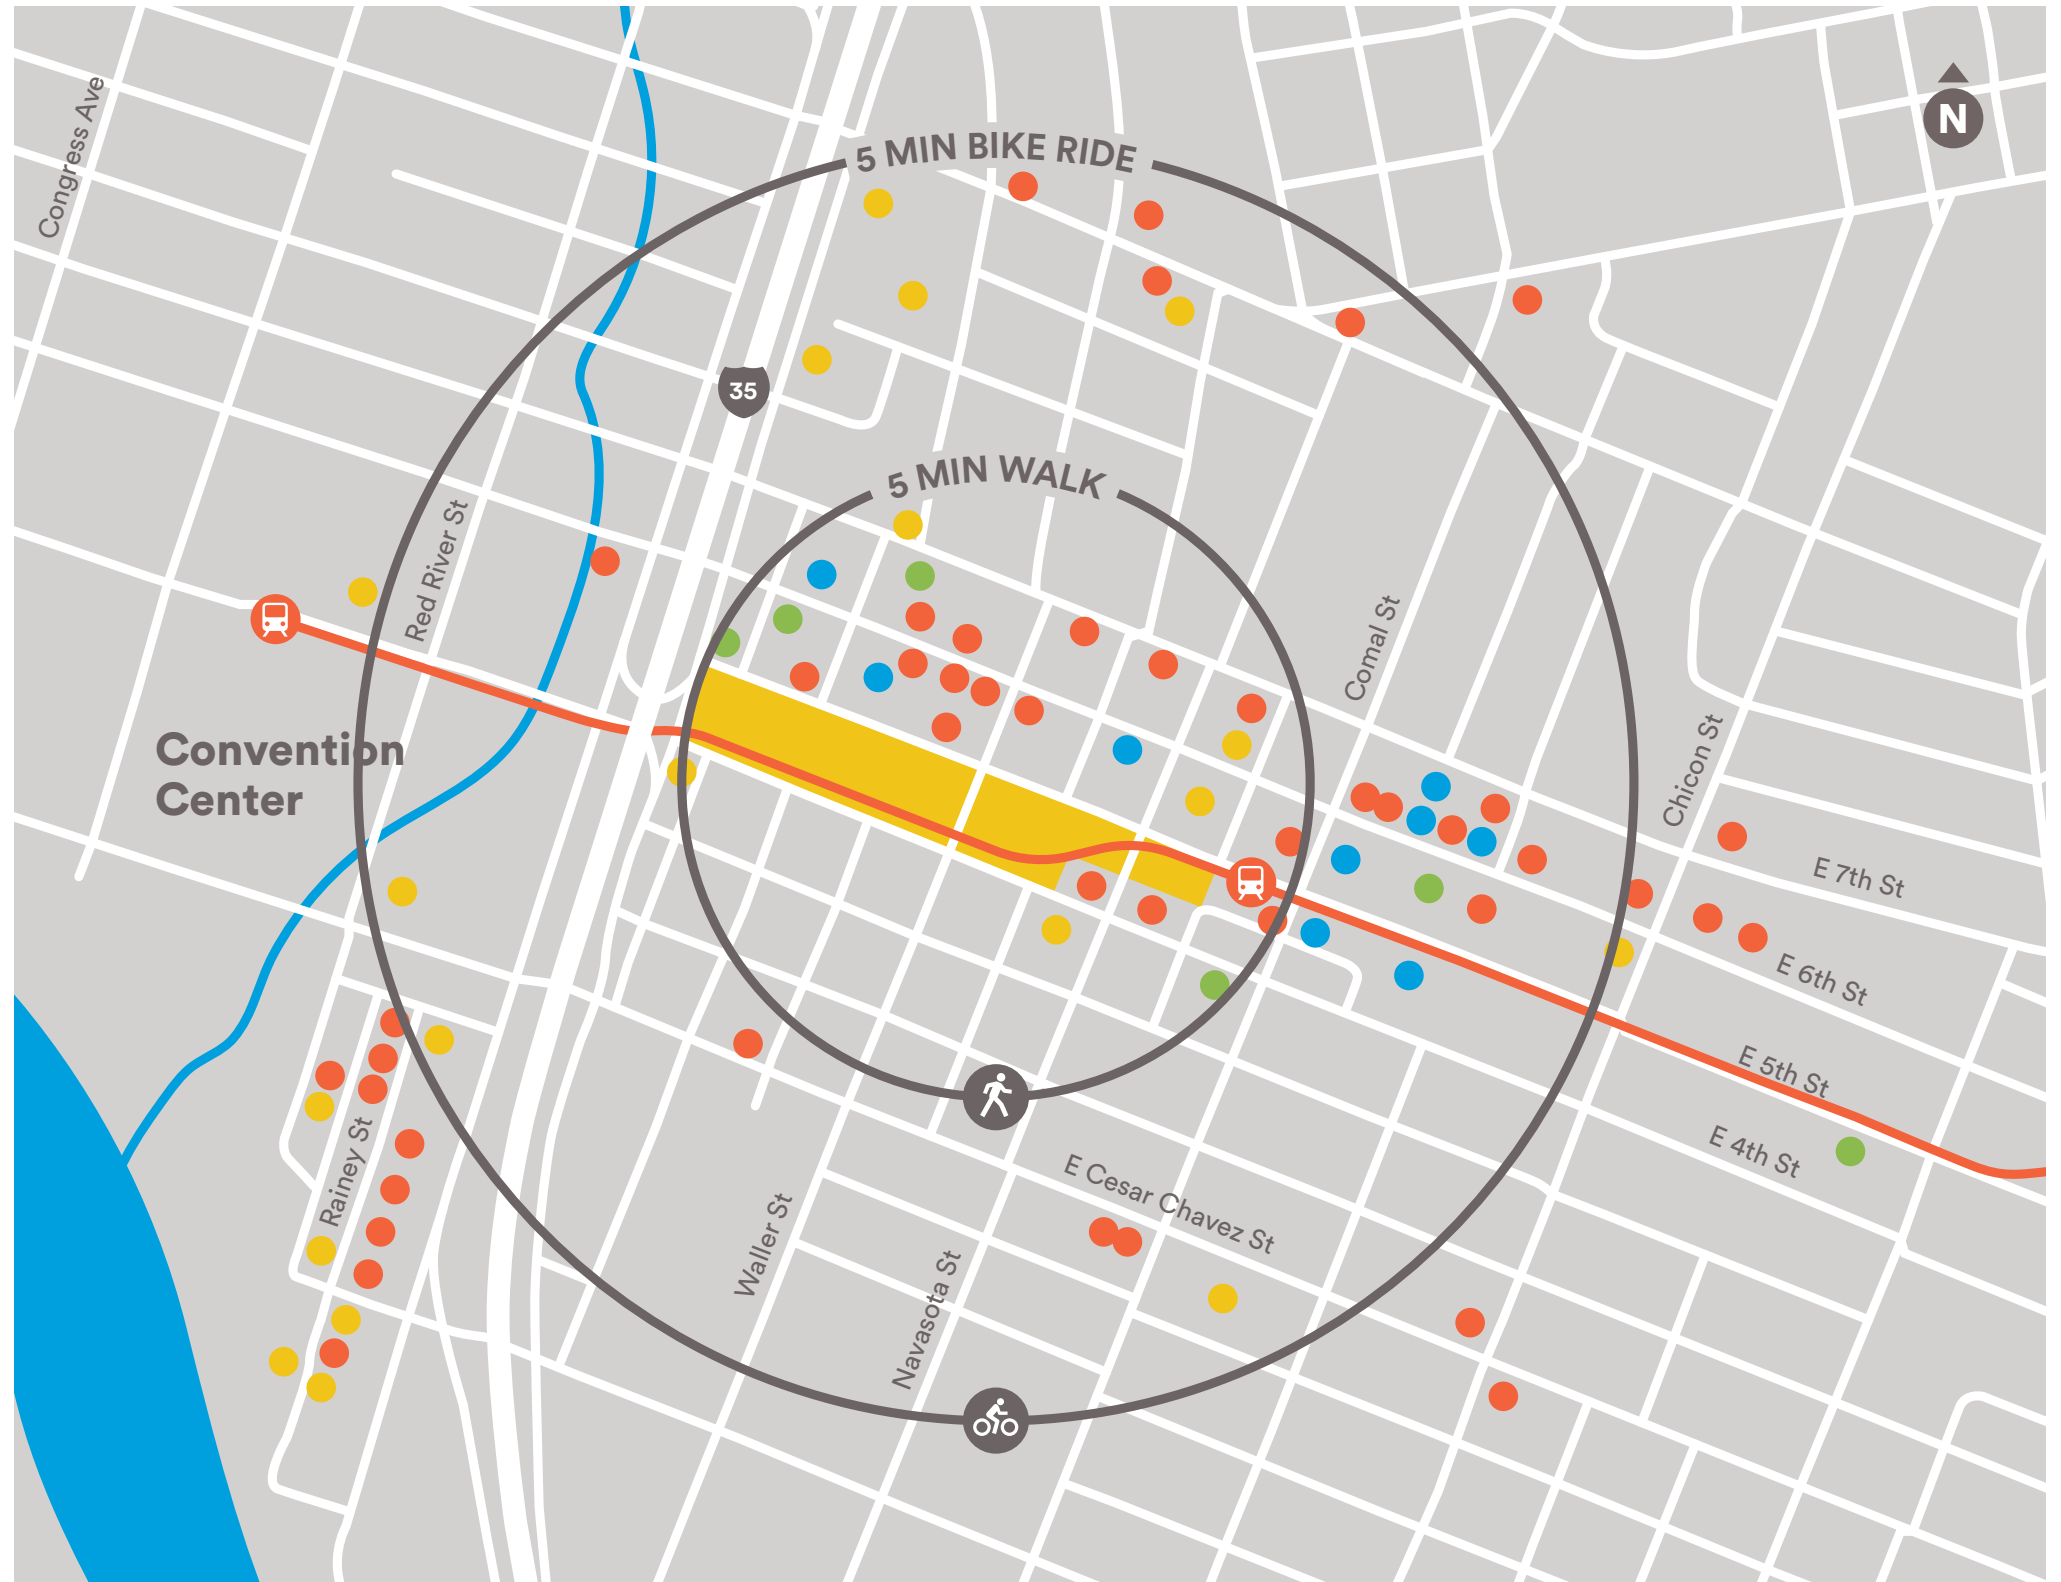 Congress Ave
N
5 MIN BIKE RIDE
35
5 MIN WALK
Red River St
Comal St
Convention
Center
Chicon St
E 7th St
E 6th St
E 5th St
E 4th St
Rainey St
E Cesar Chavez St
Waller St
Navasota St